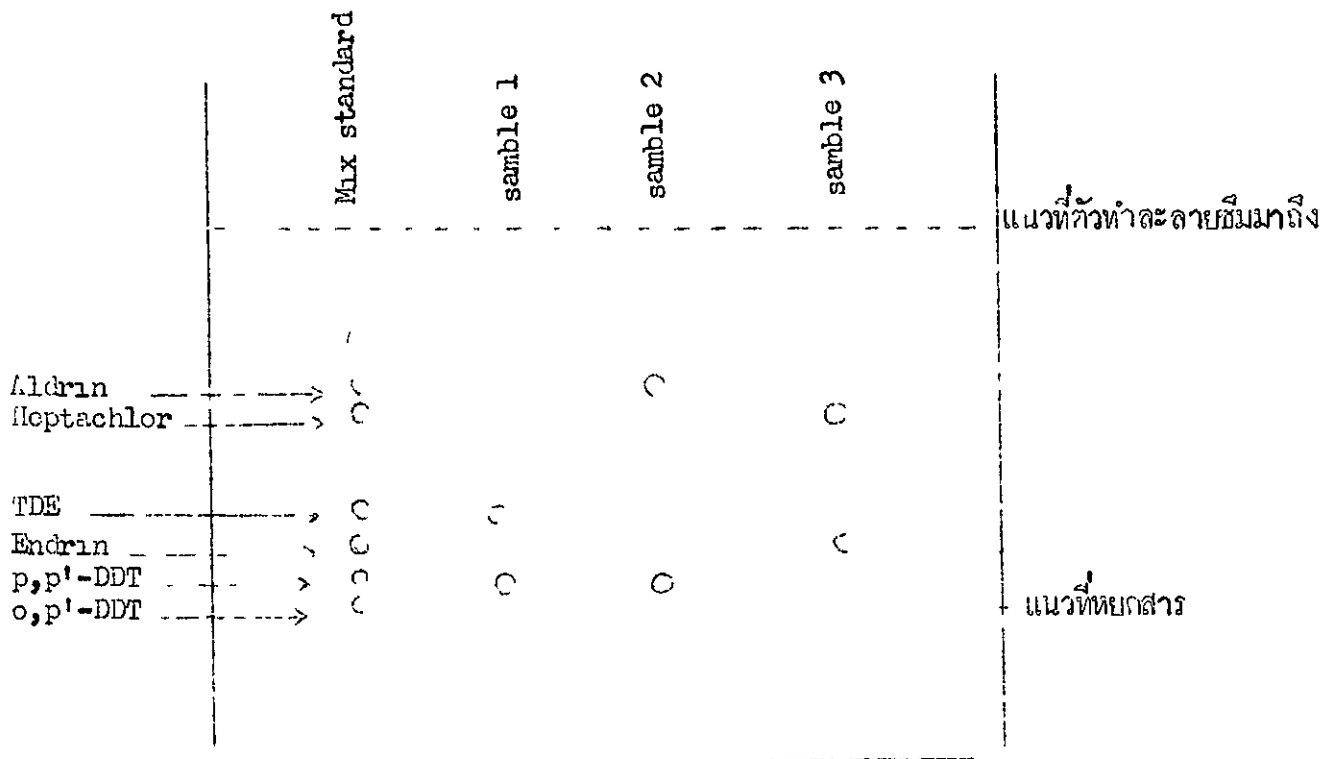 Mix standard
samble 1
samble 2
samble 3
แนวที่ตัวทำละลายซึมมาถึง
Aldrin
Heptachlor
TDE
Endrin
p,p'-DDT
o,p'-DDT
แนวที่หยกสาร